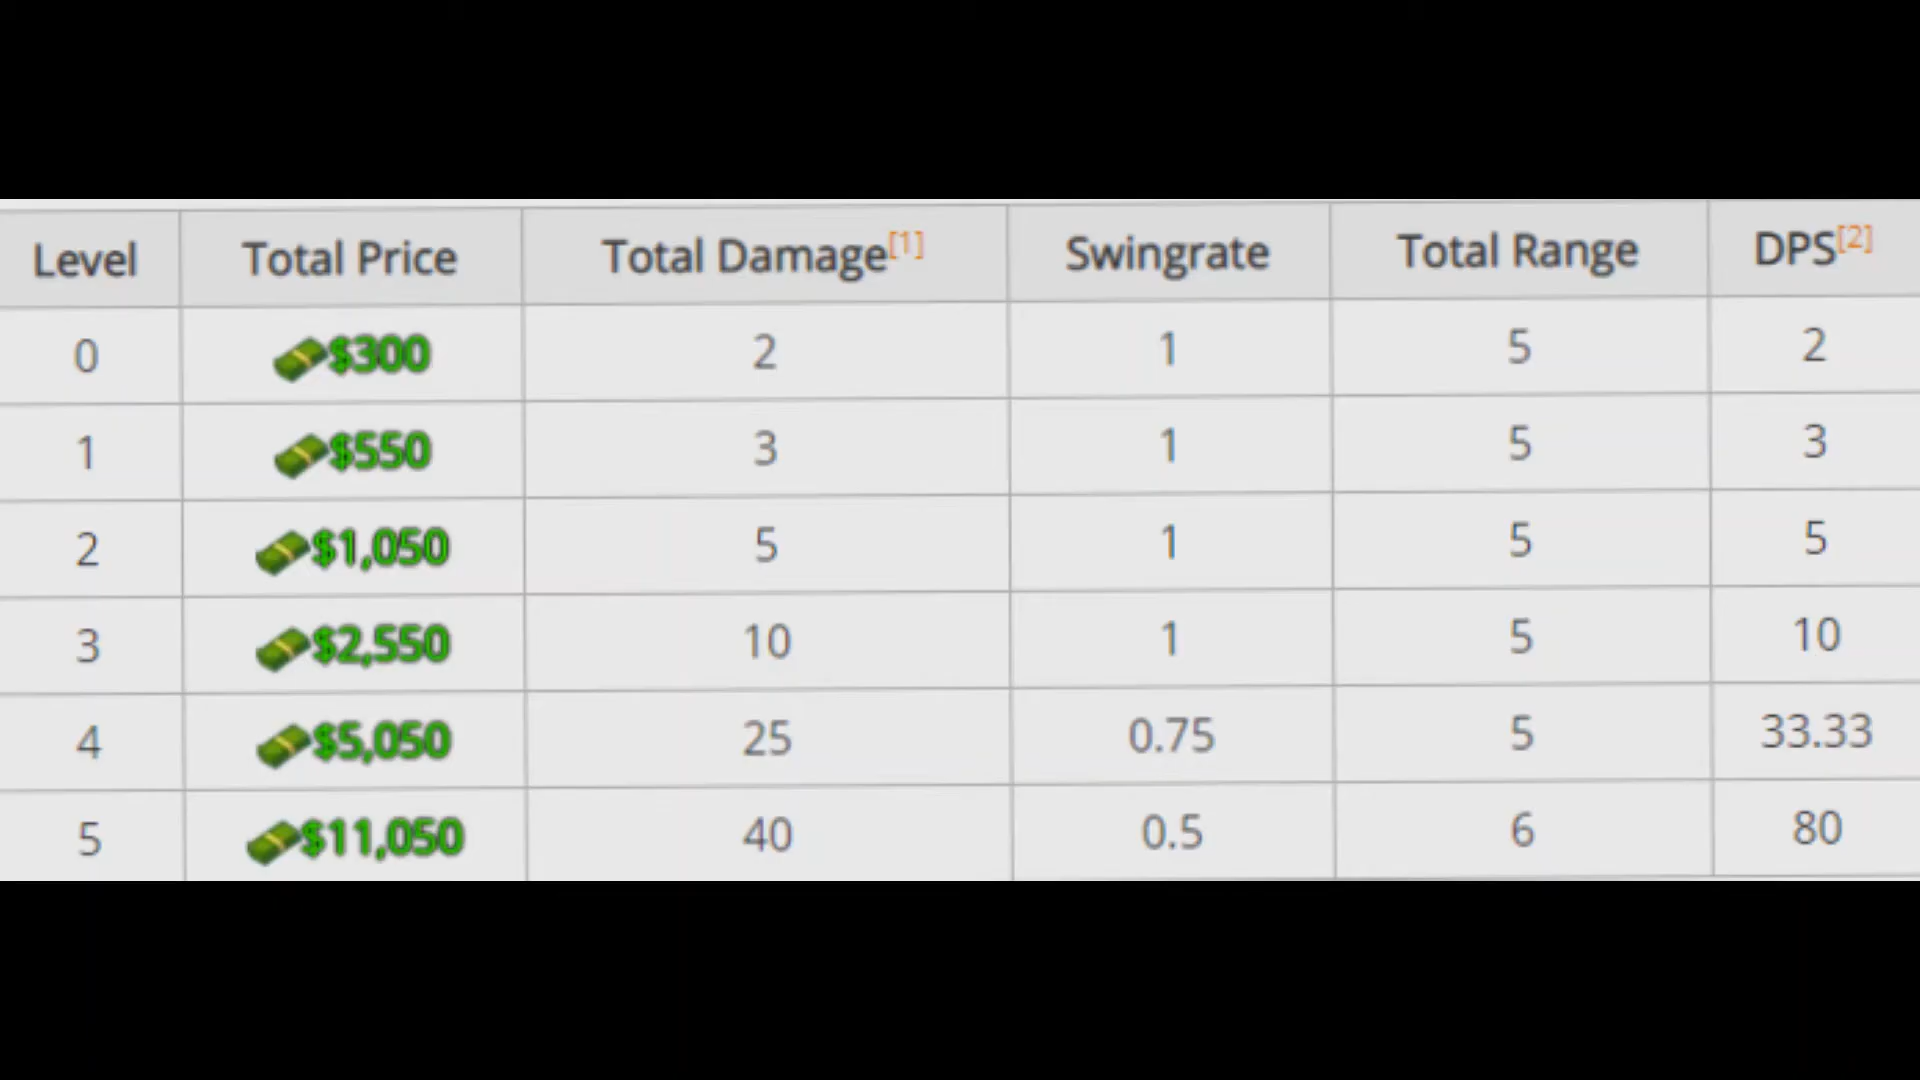 Level Total Price Total Damage[1] Swingrate Total Range DPS[2]
0 $300 2 1 5 2
1 $550 3 1 5 3
2 $1,050 5 1 5 5
3 $2,550 10 1 5 10
4 $5,050 25 0.75 5 33.33
5 $11,050 40 0.5 6 80